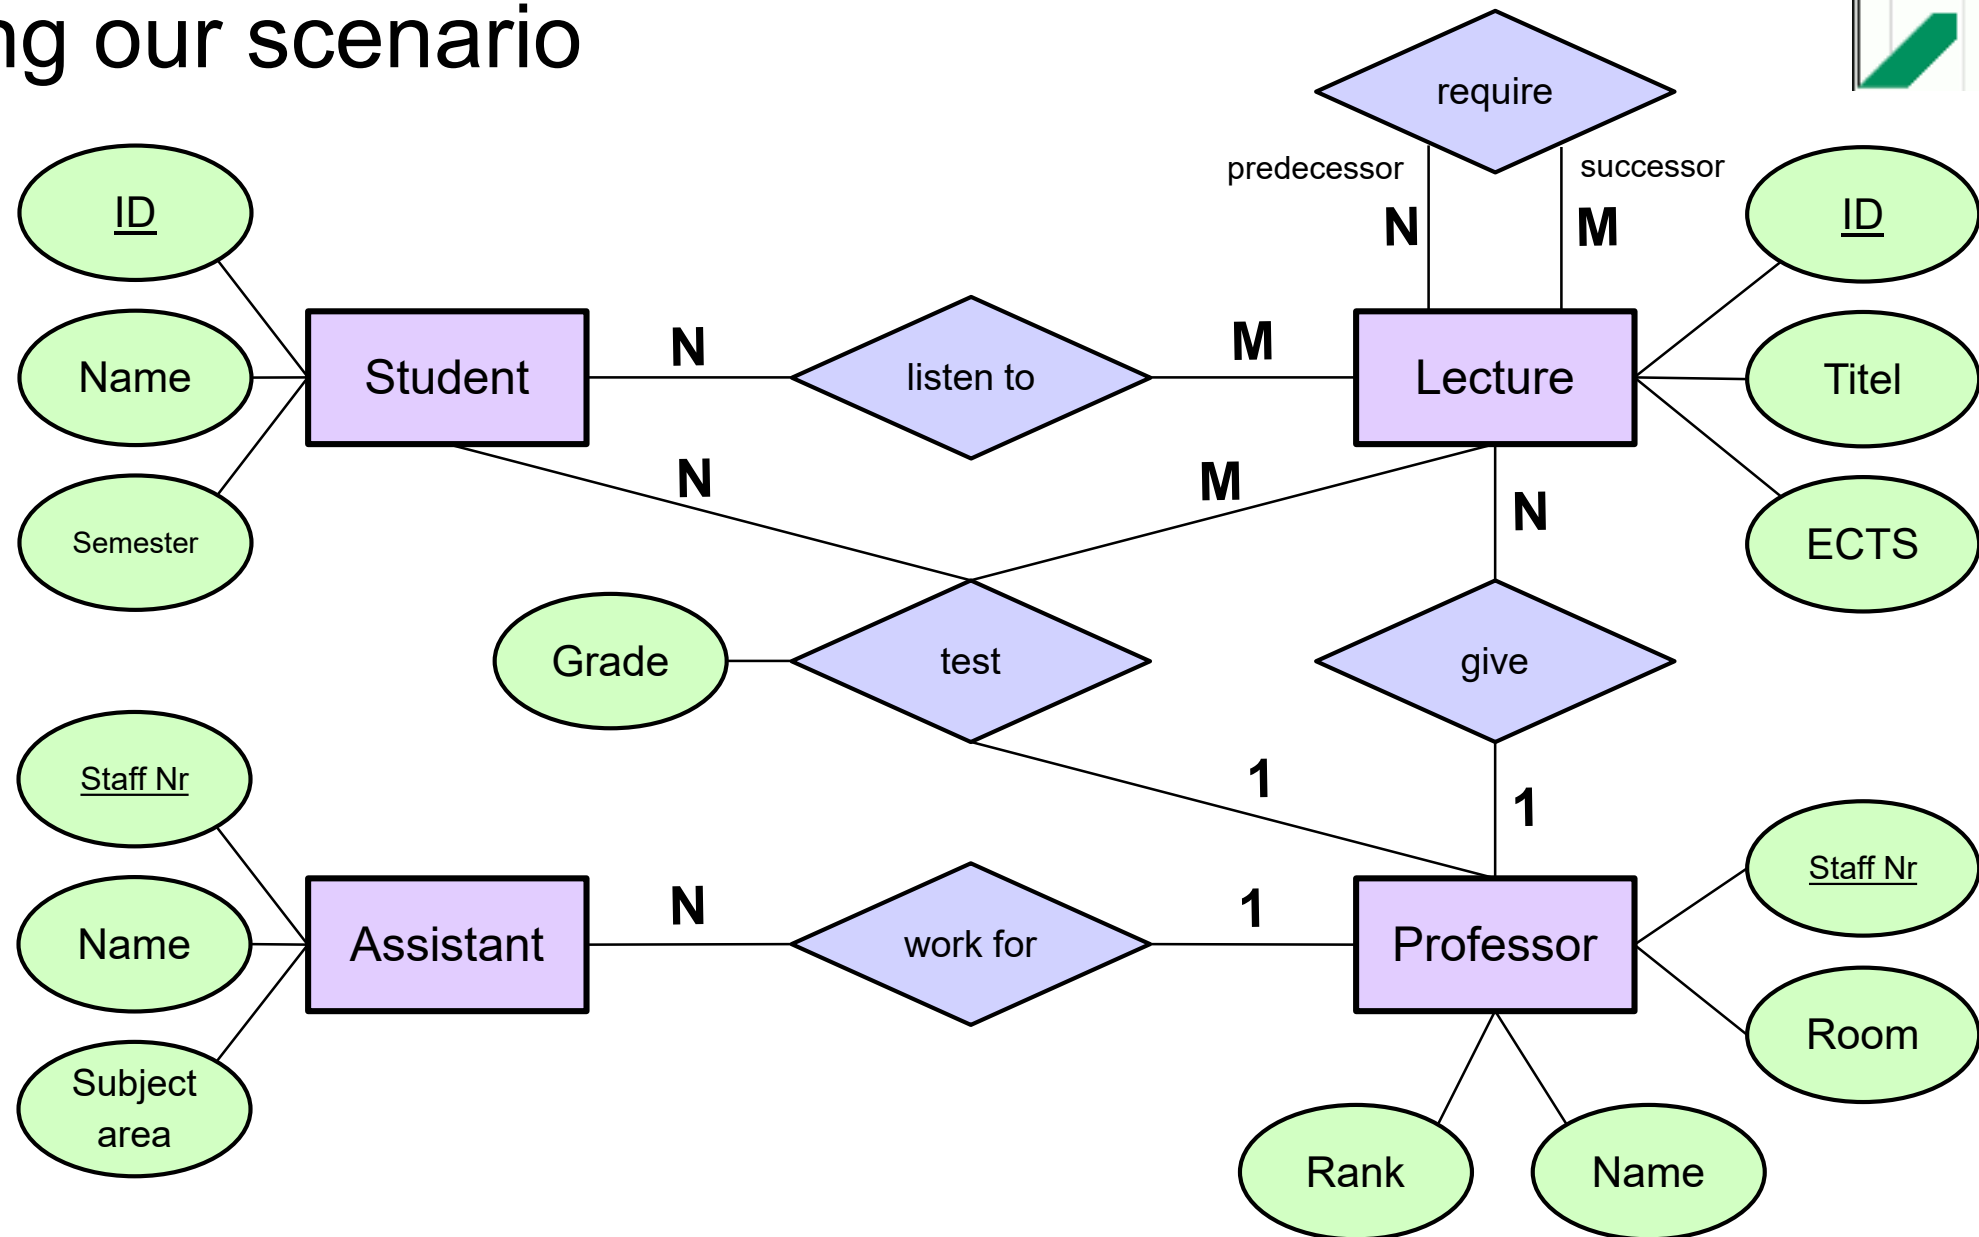 ng our scenario
require
predecessor
successor
N
M
ID
ID
Name
Student
N
listen to
M
Lecture
Titel
Semester
N
M
N
ECTS
Grade
test
give
Staff Nr
1
1
Staff Nr
Name
Assistant
N
work for
1
Professor
Room
Subject
area
Rank
Name